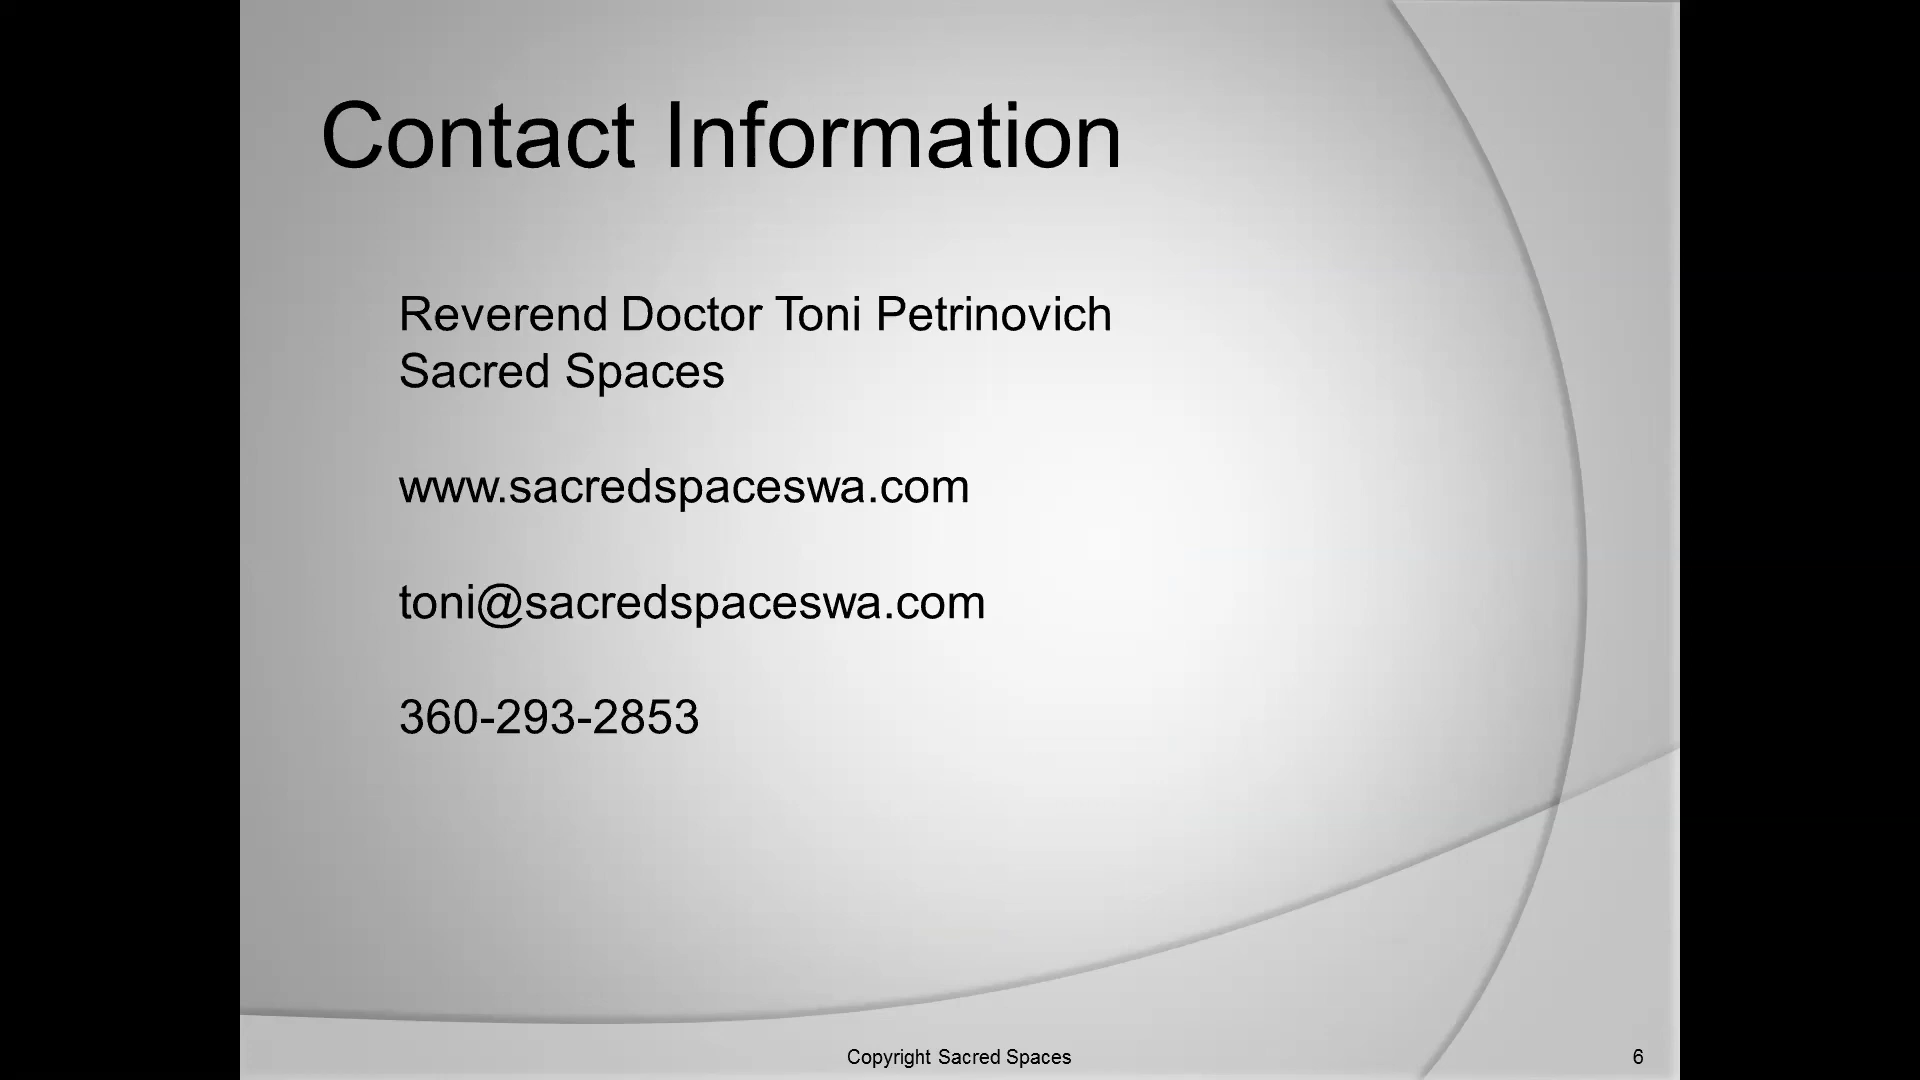 Contact Information
Reverend Doctor Toni Petrinovich
Sacred Spaces
www.sacredspaceswa.com
toni@sacredspaceswa.com
360-293-2853
Copyright Sacred Spaces
6